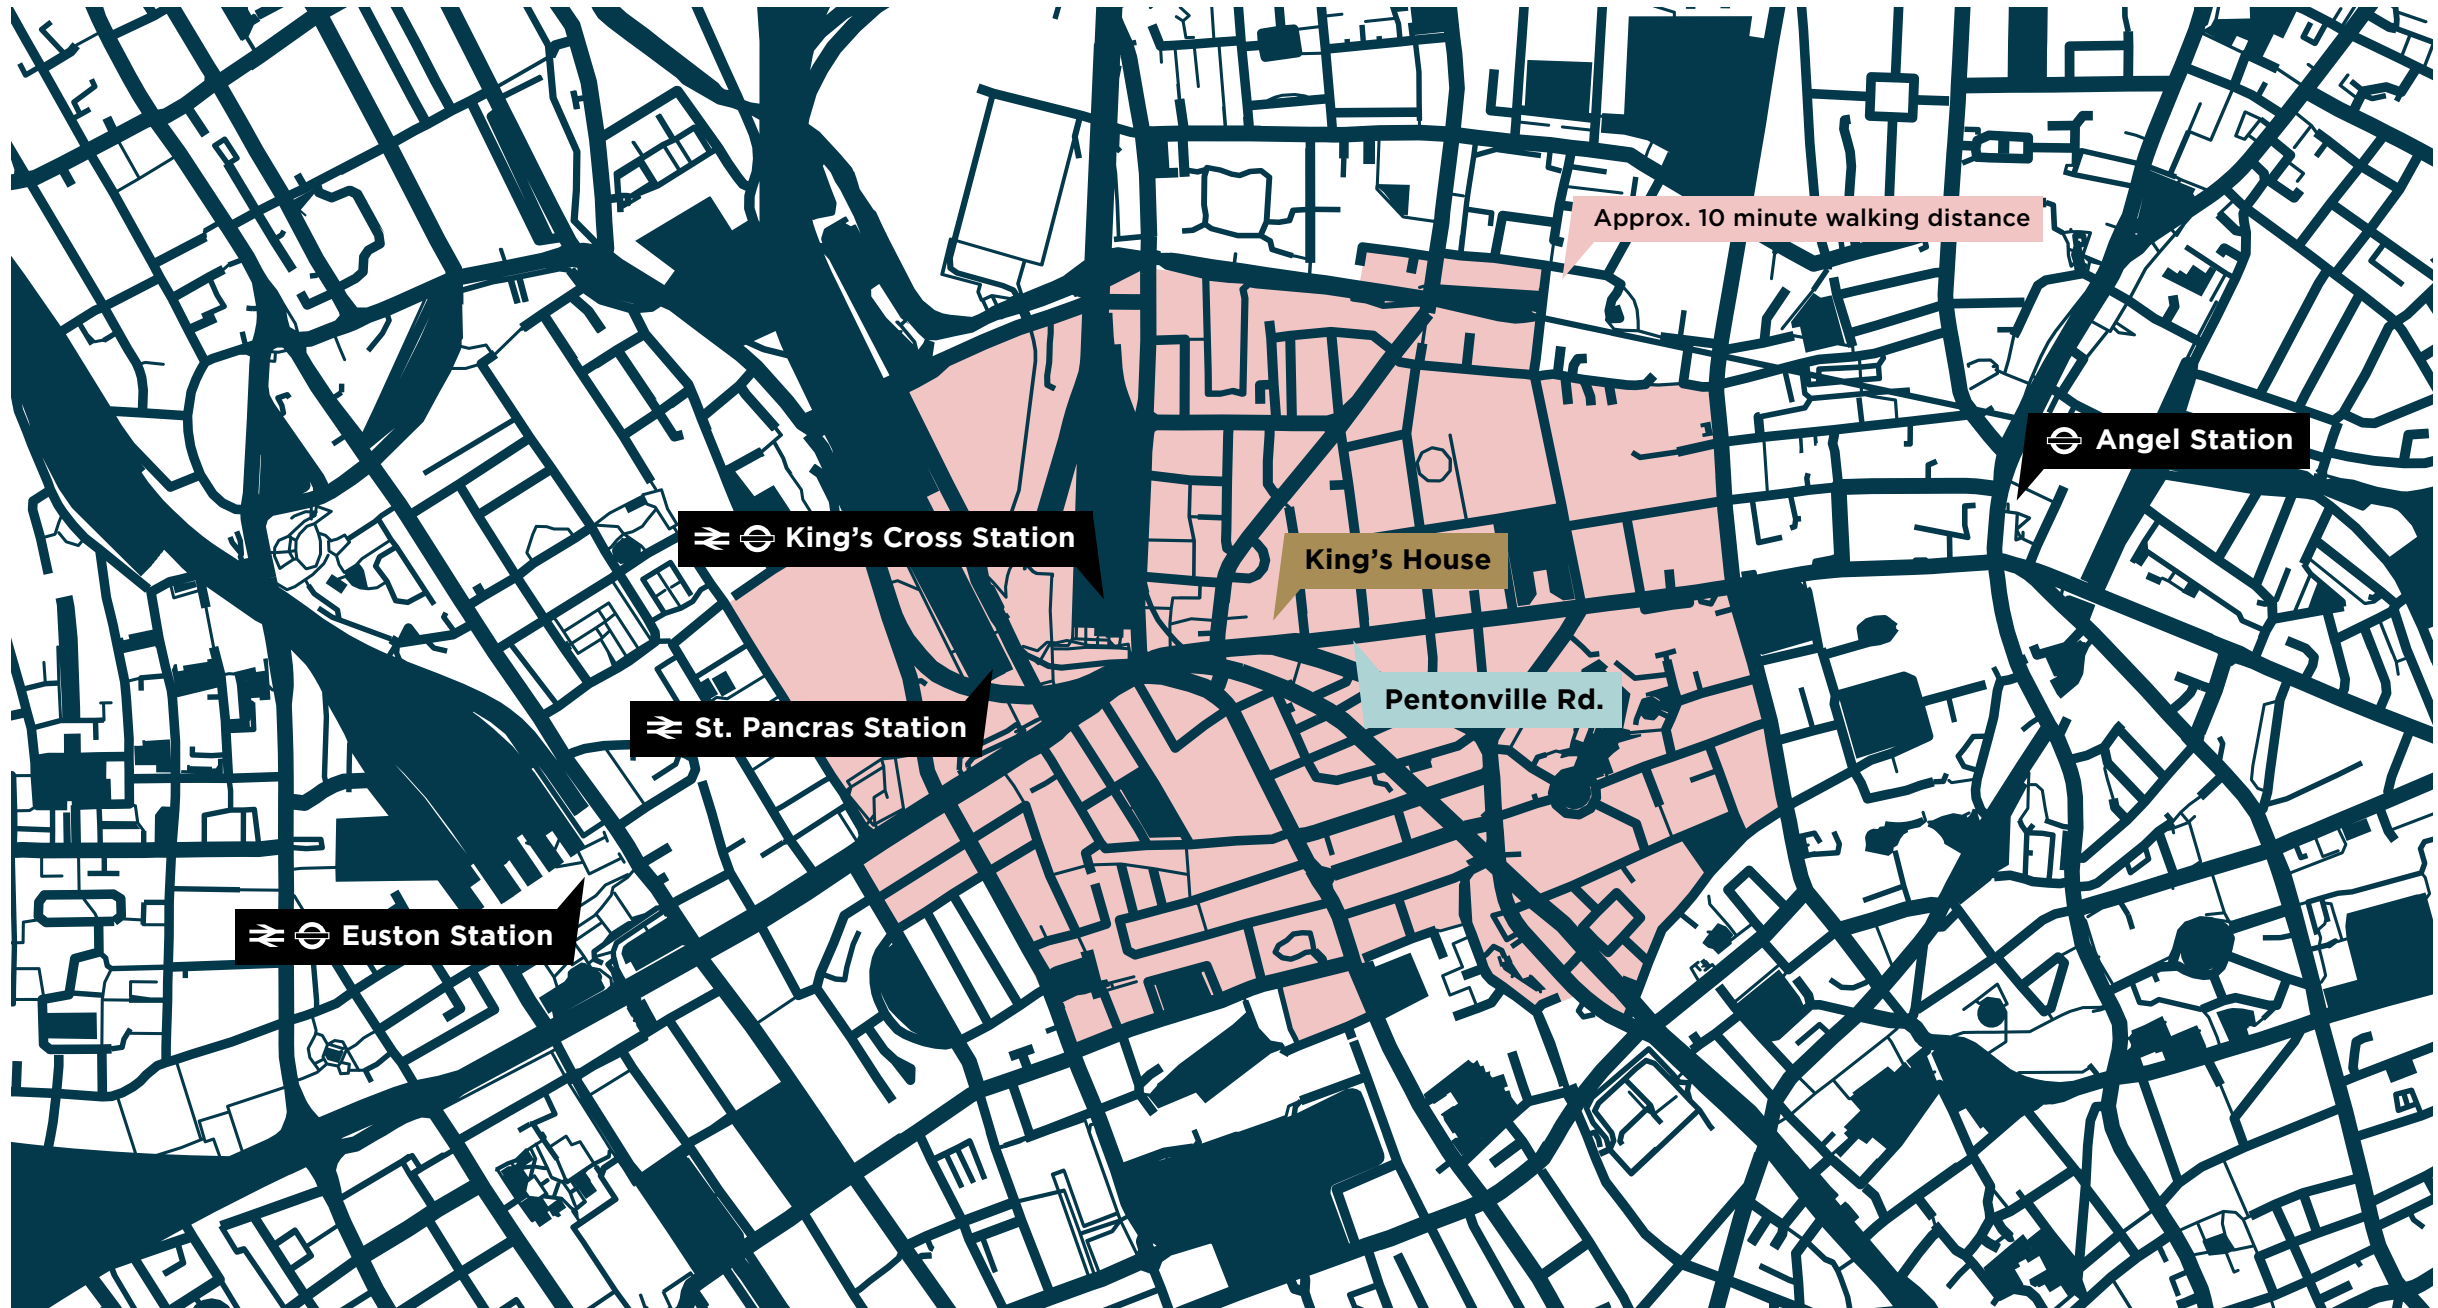 Approx. 10 minute walking distance
Angel Station
King’s Cross Station
King’s House
Pentonville Rd.
St. Pancras Station
Euston Station